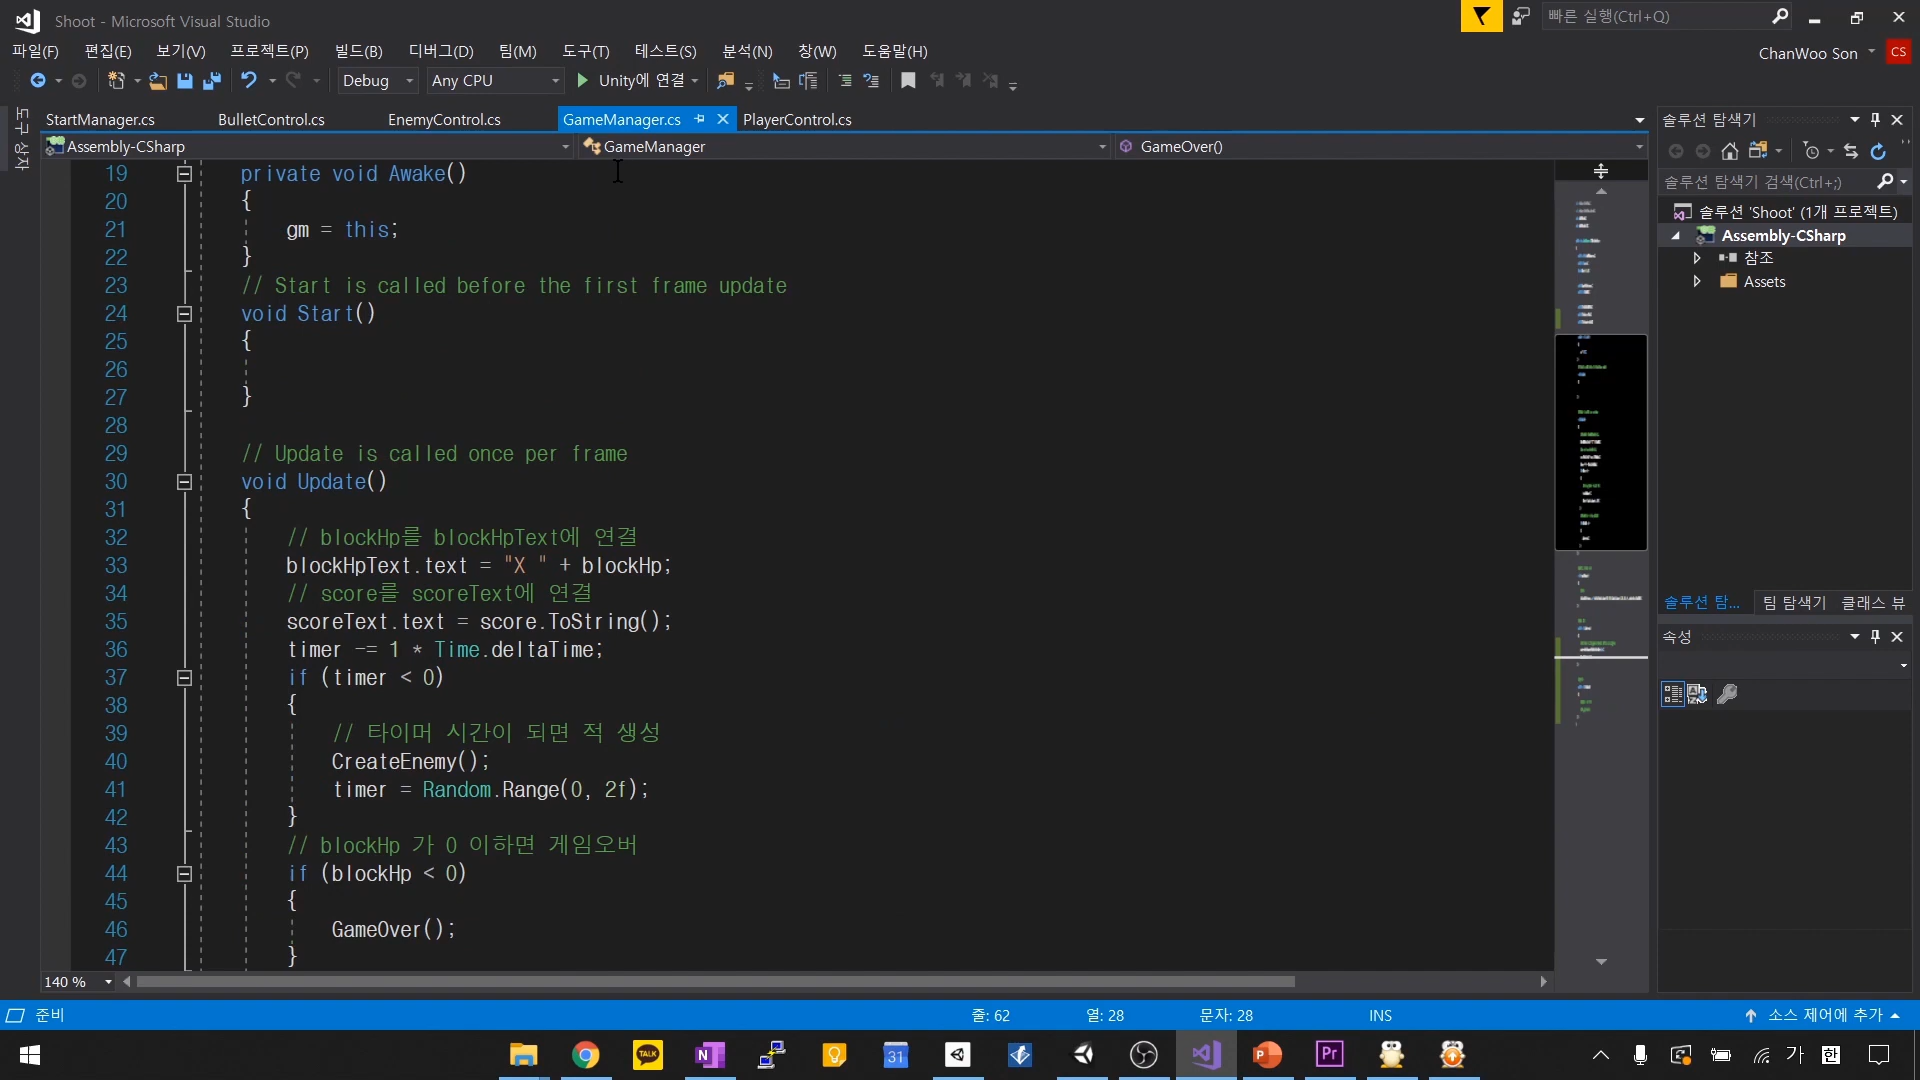 Shoot - Microsoft Visual Studio
빠른 실행(Ctrl+Q)
파일(F) 편집(E) 보기(V) 프로젝트(P) 빌드(B) 디버그(D) 팀(M) 도구(T) 테스트(S) 분석(N) 창(W) 도움말(H)
ChanWoo Son CS
Debug Any CPU Unity에 연결
도구 상자
StartManager.cs BulletControl.cs EnemyControl.cs GameManager.cs PlayerControl.cs
Assembly-CSharp GameManager GameOver()
19 private void Awake()
20 {
21 gm = this;
22 }
23 // Start is called before the first frame update
24 void Start()
25 {
26
27 }
28
29 // Update is called once per frame
30 void Update()
31 {
32 // blockHp를 blockHpText에 연결
33 blockHpText.text = "X " + blockHp;
34 // score를 scoreText에 연결
35 scoreText.text = score.ToString();
36 timer -= 1 * Time.deltaTime;
37 if (timer < 0)
38 {
39 // 타이머 시간이 되면 적 생성
40 CreateEnemy();
41 timer = Random.Range(0, 2f);
42 }
43 // blockHp 가 0 이하면 게임오버
44 if (blockHp < 0)
45 {
46 GameOver();
47 }
140 %
솔루션 탐색기
솔루션 탐색기 검색(Ctrl+;)
솔루션 'Shoot' (1개 프로젝트)
Assembly-CSharp
참조
Assets
솔루션 탐... 팀 탐색기 클래스 뷰
속성
준비 줄: 62 열: 28 문자: 28 INS 소스 제어에 추가
TALK N 31 P Pr 가 한